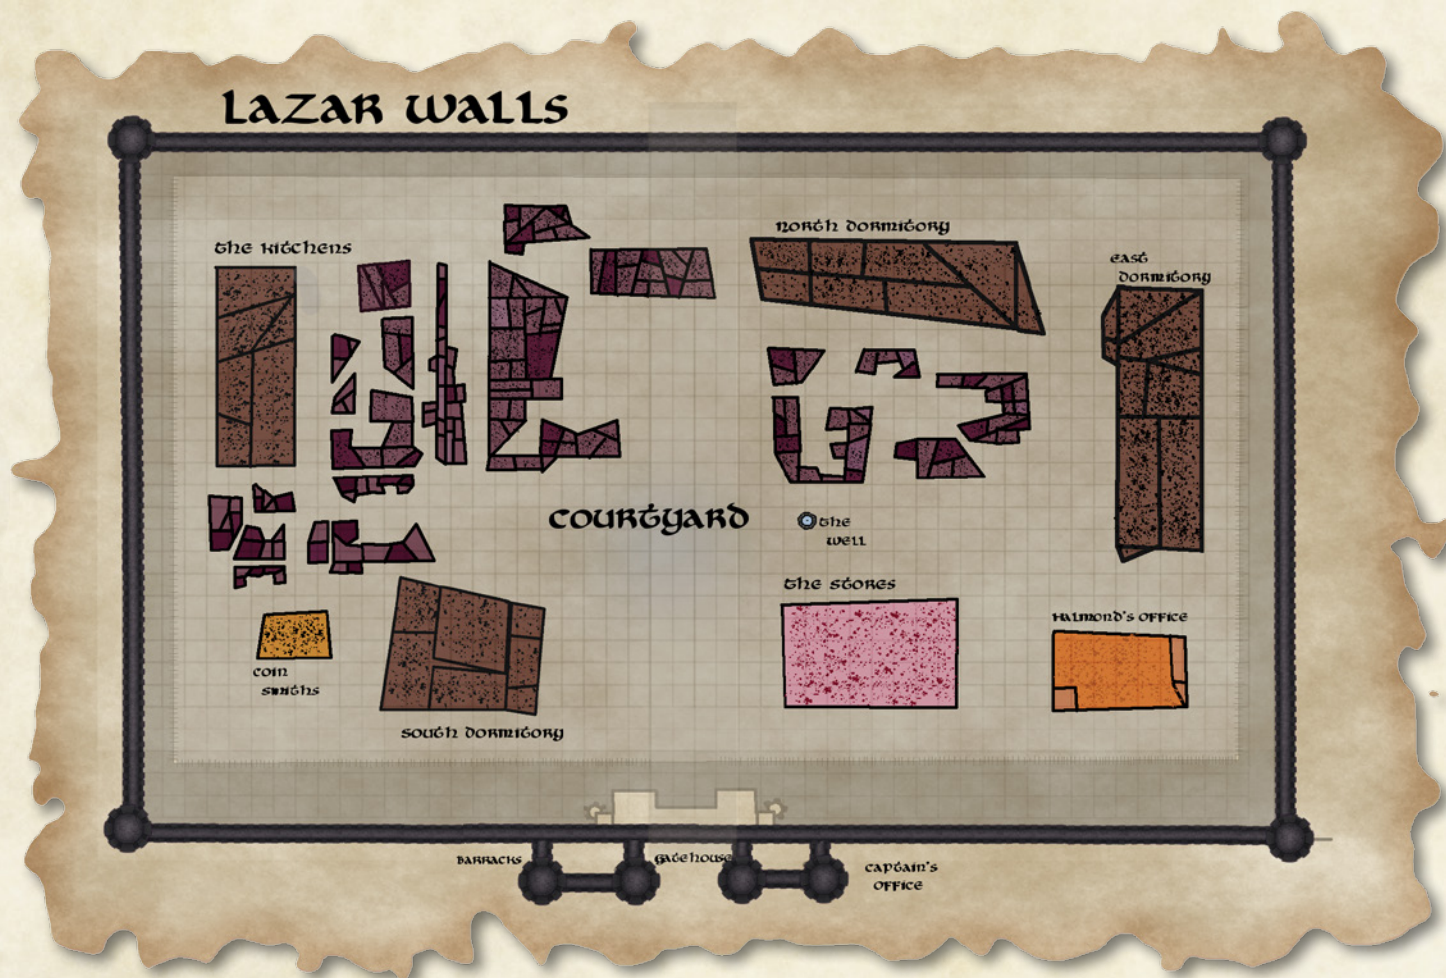 LAZAR WALLS
NORTH DORMITORY
THE KITCHENS
EAST
DORMITORY
COURTYARD
THE
WELL
THE STORES
HALMOND'S OFFICE
COIN
SMITHS
SOUTH DORMITORY
BARRACKS
GATEHOUSE
CAPTAIN'S
OFFICE